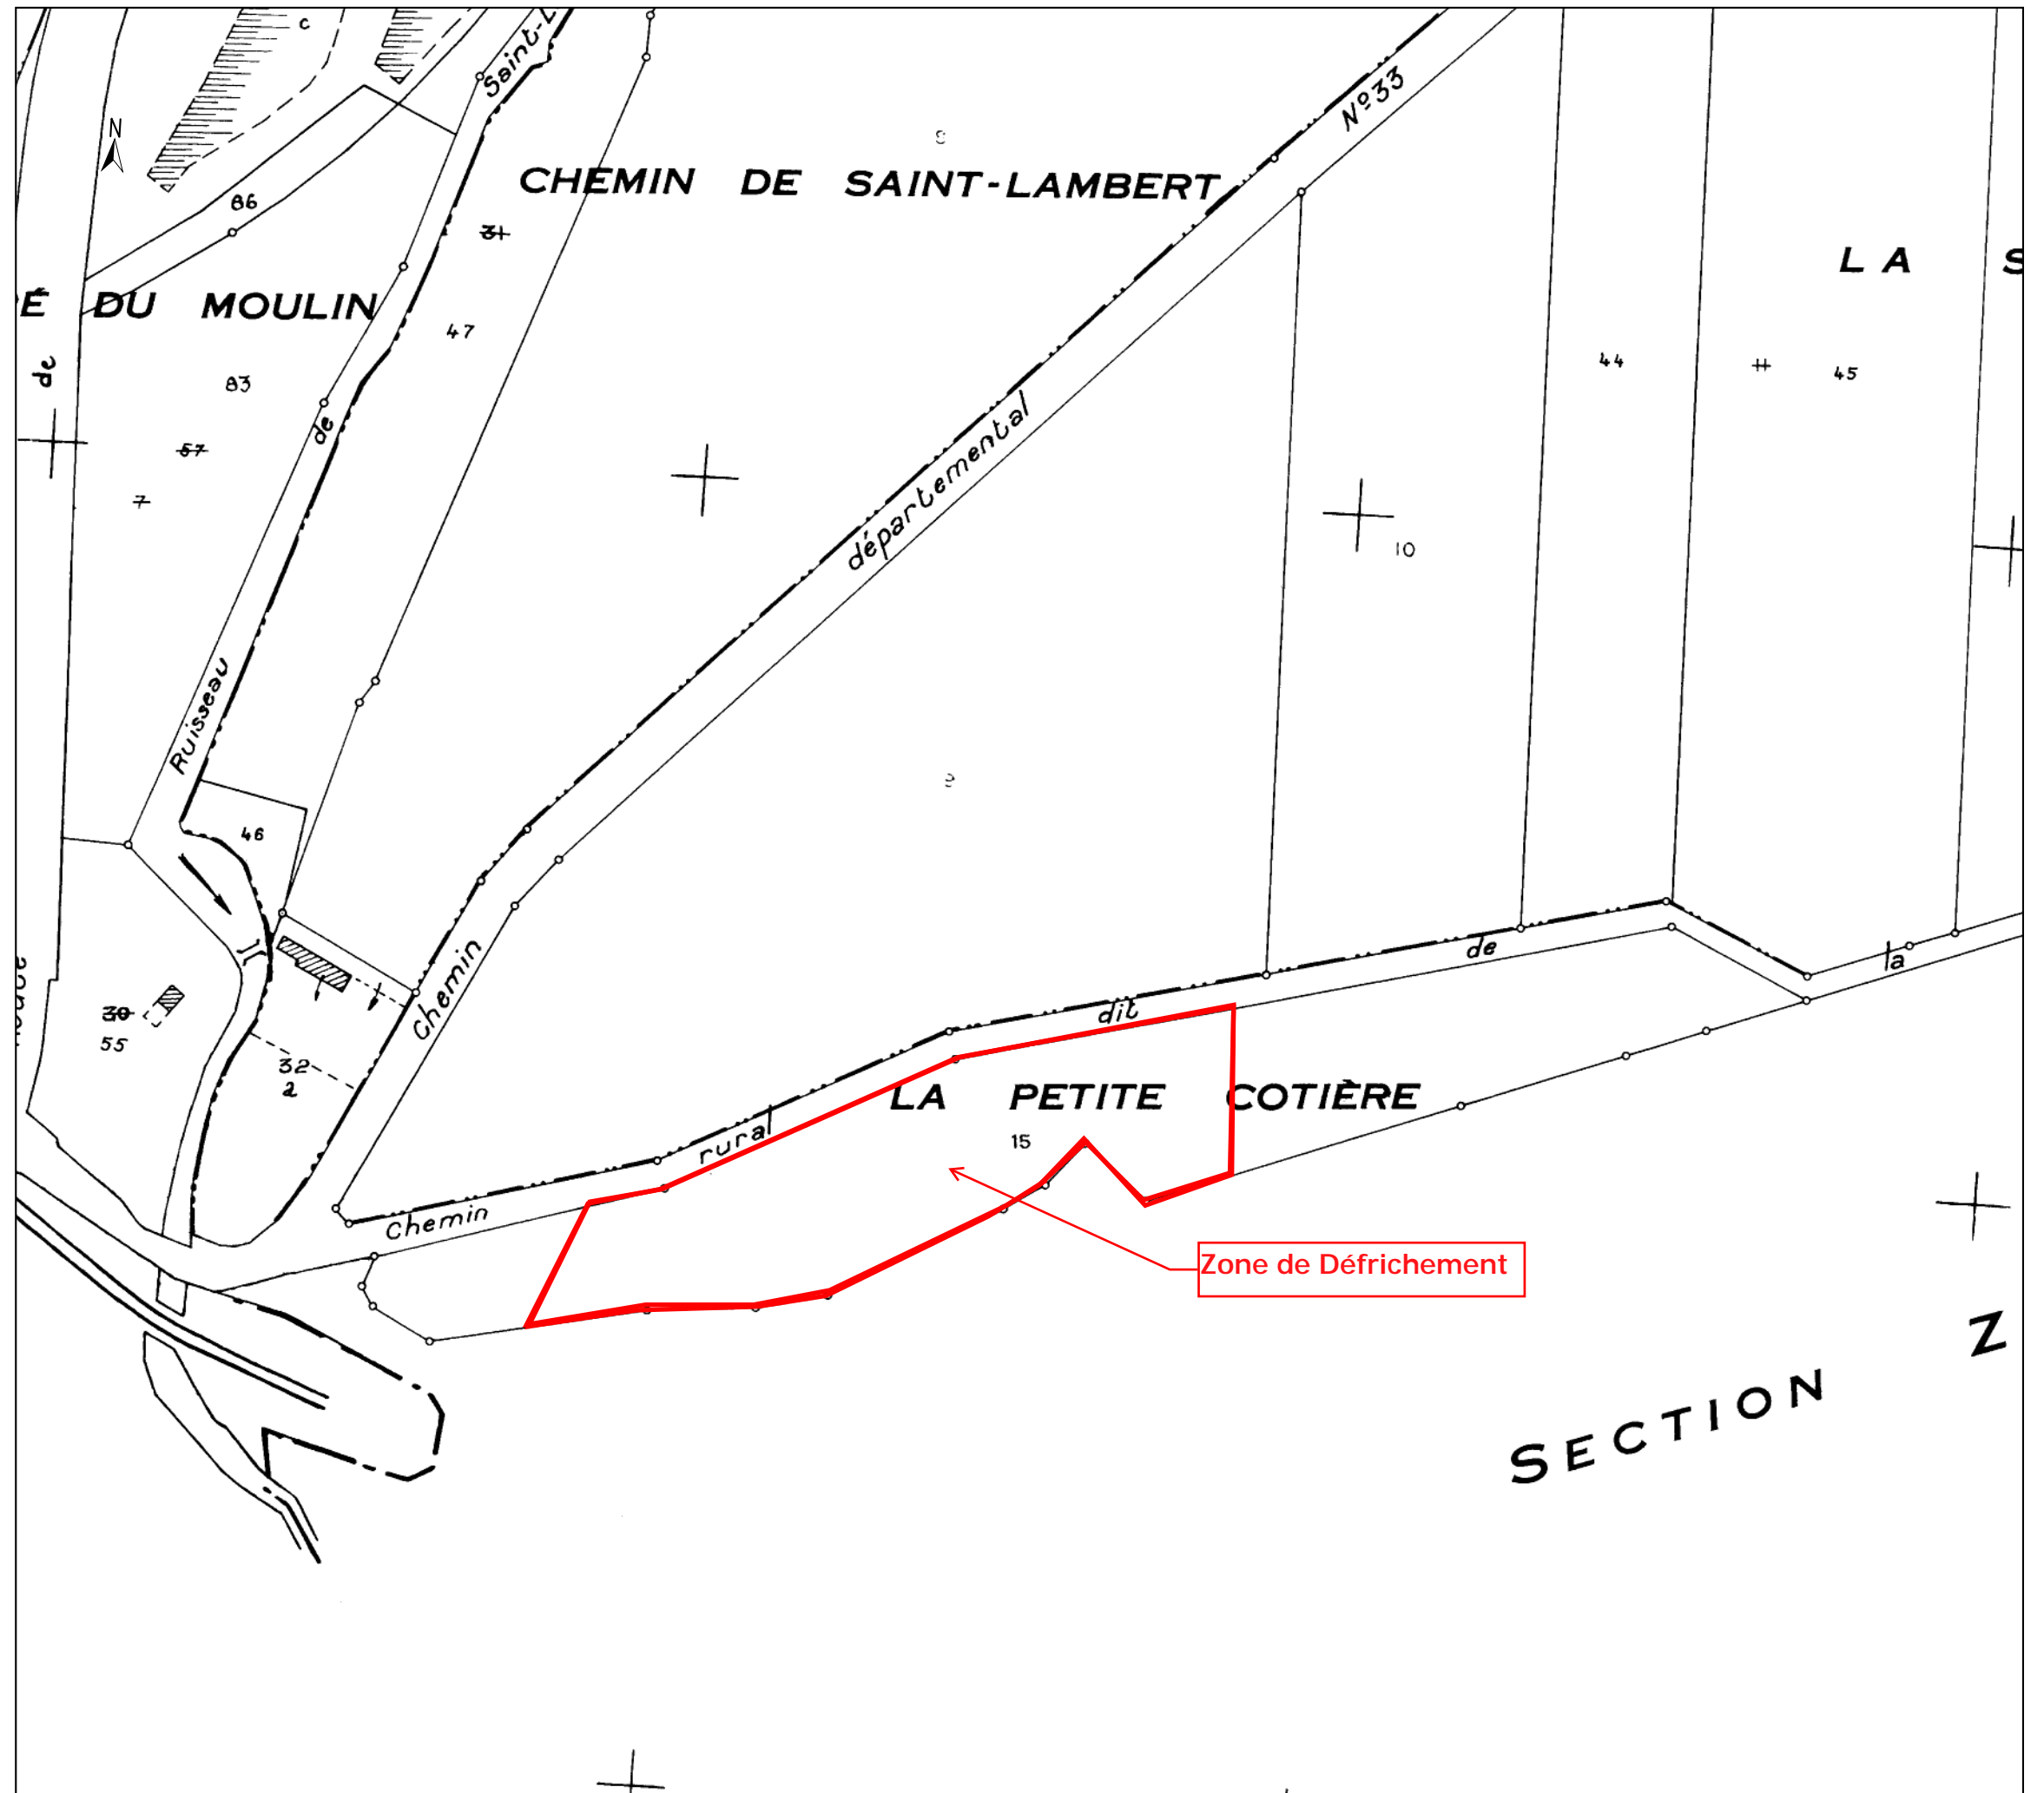 c
Saint-L
N
No33
CHEMIN DE SAINT-LAMBERT
86
31
LA S
É DU MOULIN
47
de
83
44
45
de
57
départemental
7
10
Ruisseau
46
9
Chemin
de
la
30
55
dit
32
a
LA PETITE COTIÈRE
rural
15
Chemin
Zone de Défrichement
SECTION Z